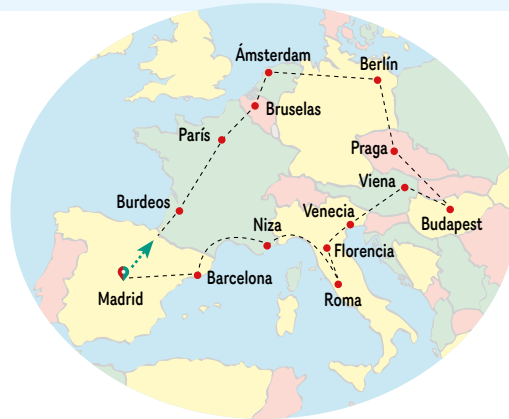 Ámsterdam
Berlín
Bruselas
París
Praga
Viena
Burdeos
Venecia
Budapest
Niza
Florencia
Barcelona
Madrid
Roma